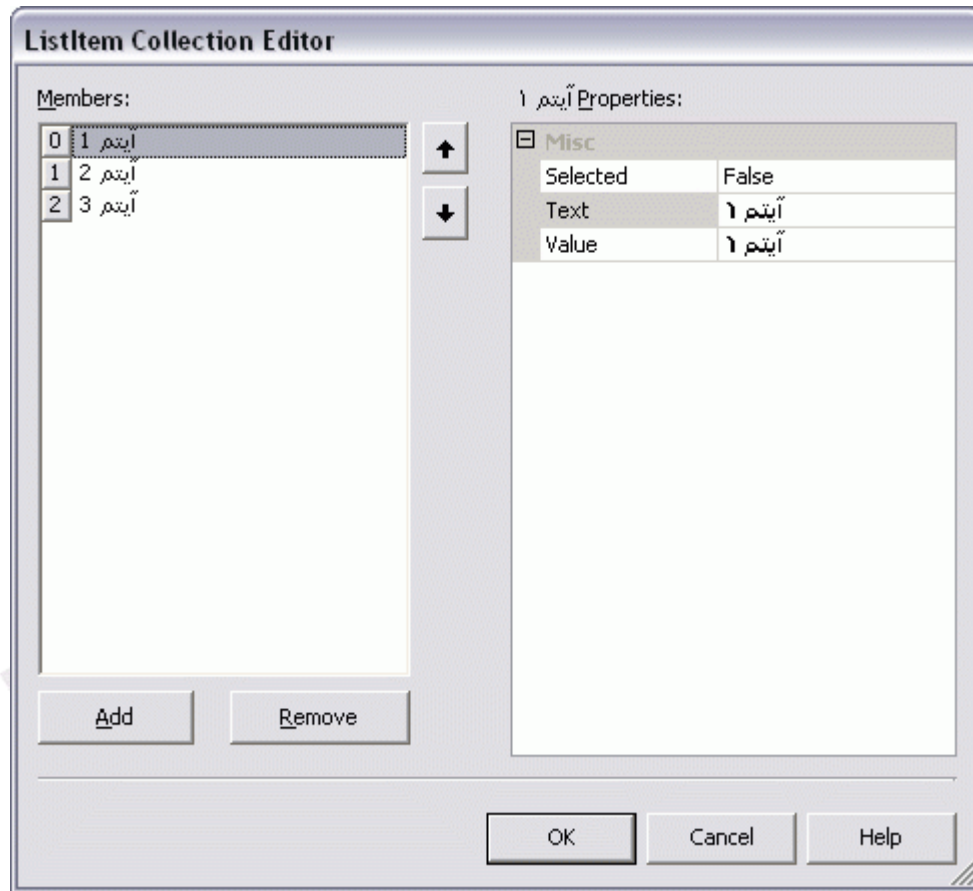 ListItem Collection Editor
Members:
0 آیتم 1
1 آیتم 2
2 آیتم 3
Add
Remove
آیتم ۱ Properties:
Misc
Selected False
Text آیتم ۱
Value آیتم ۱
OK
Cancel
Help